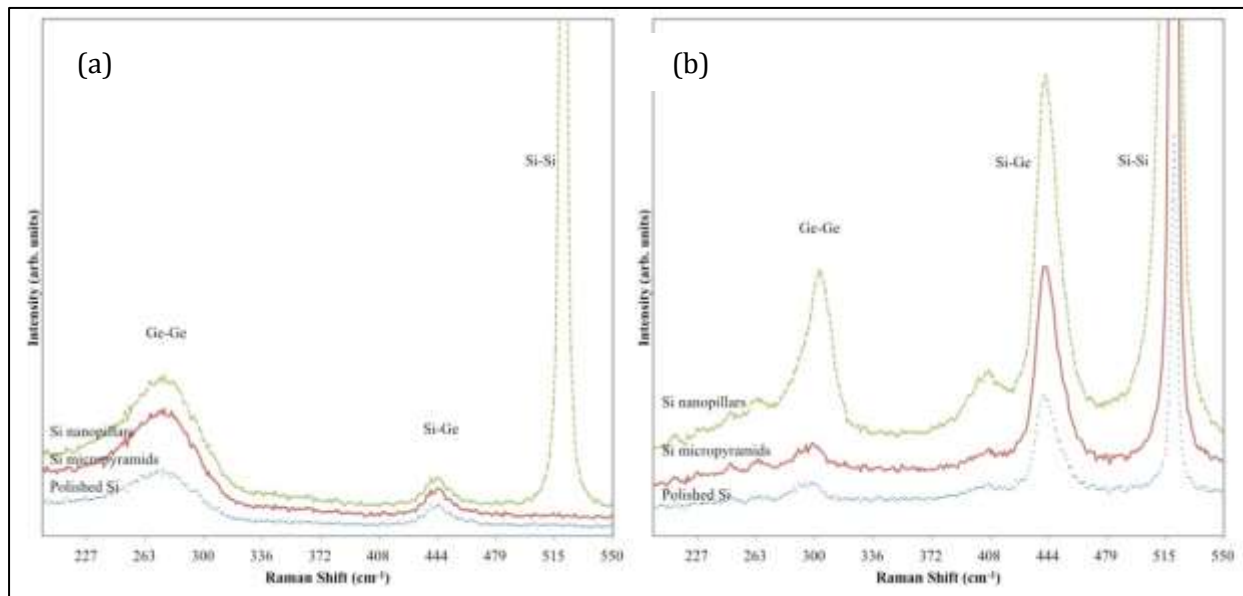 (a)
Si-Si
Ge-Ge
Si nanopillars
Si-Ge
Si micropyramids
Polished Si
Intensity (arb. units)
227 263 300 336 372 408 444 479 515 550
Raman Shift (cm-1)
(b)
Si-Ge
Si-Si
Ge-Ge
Si nanopillars
Si micropyramids
Polished Si
Intensity (arb. units)
227 263 300 336 372 408 444 479 515 550
Raman Shift (cm-1)